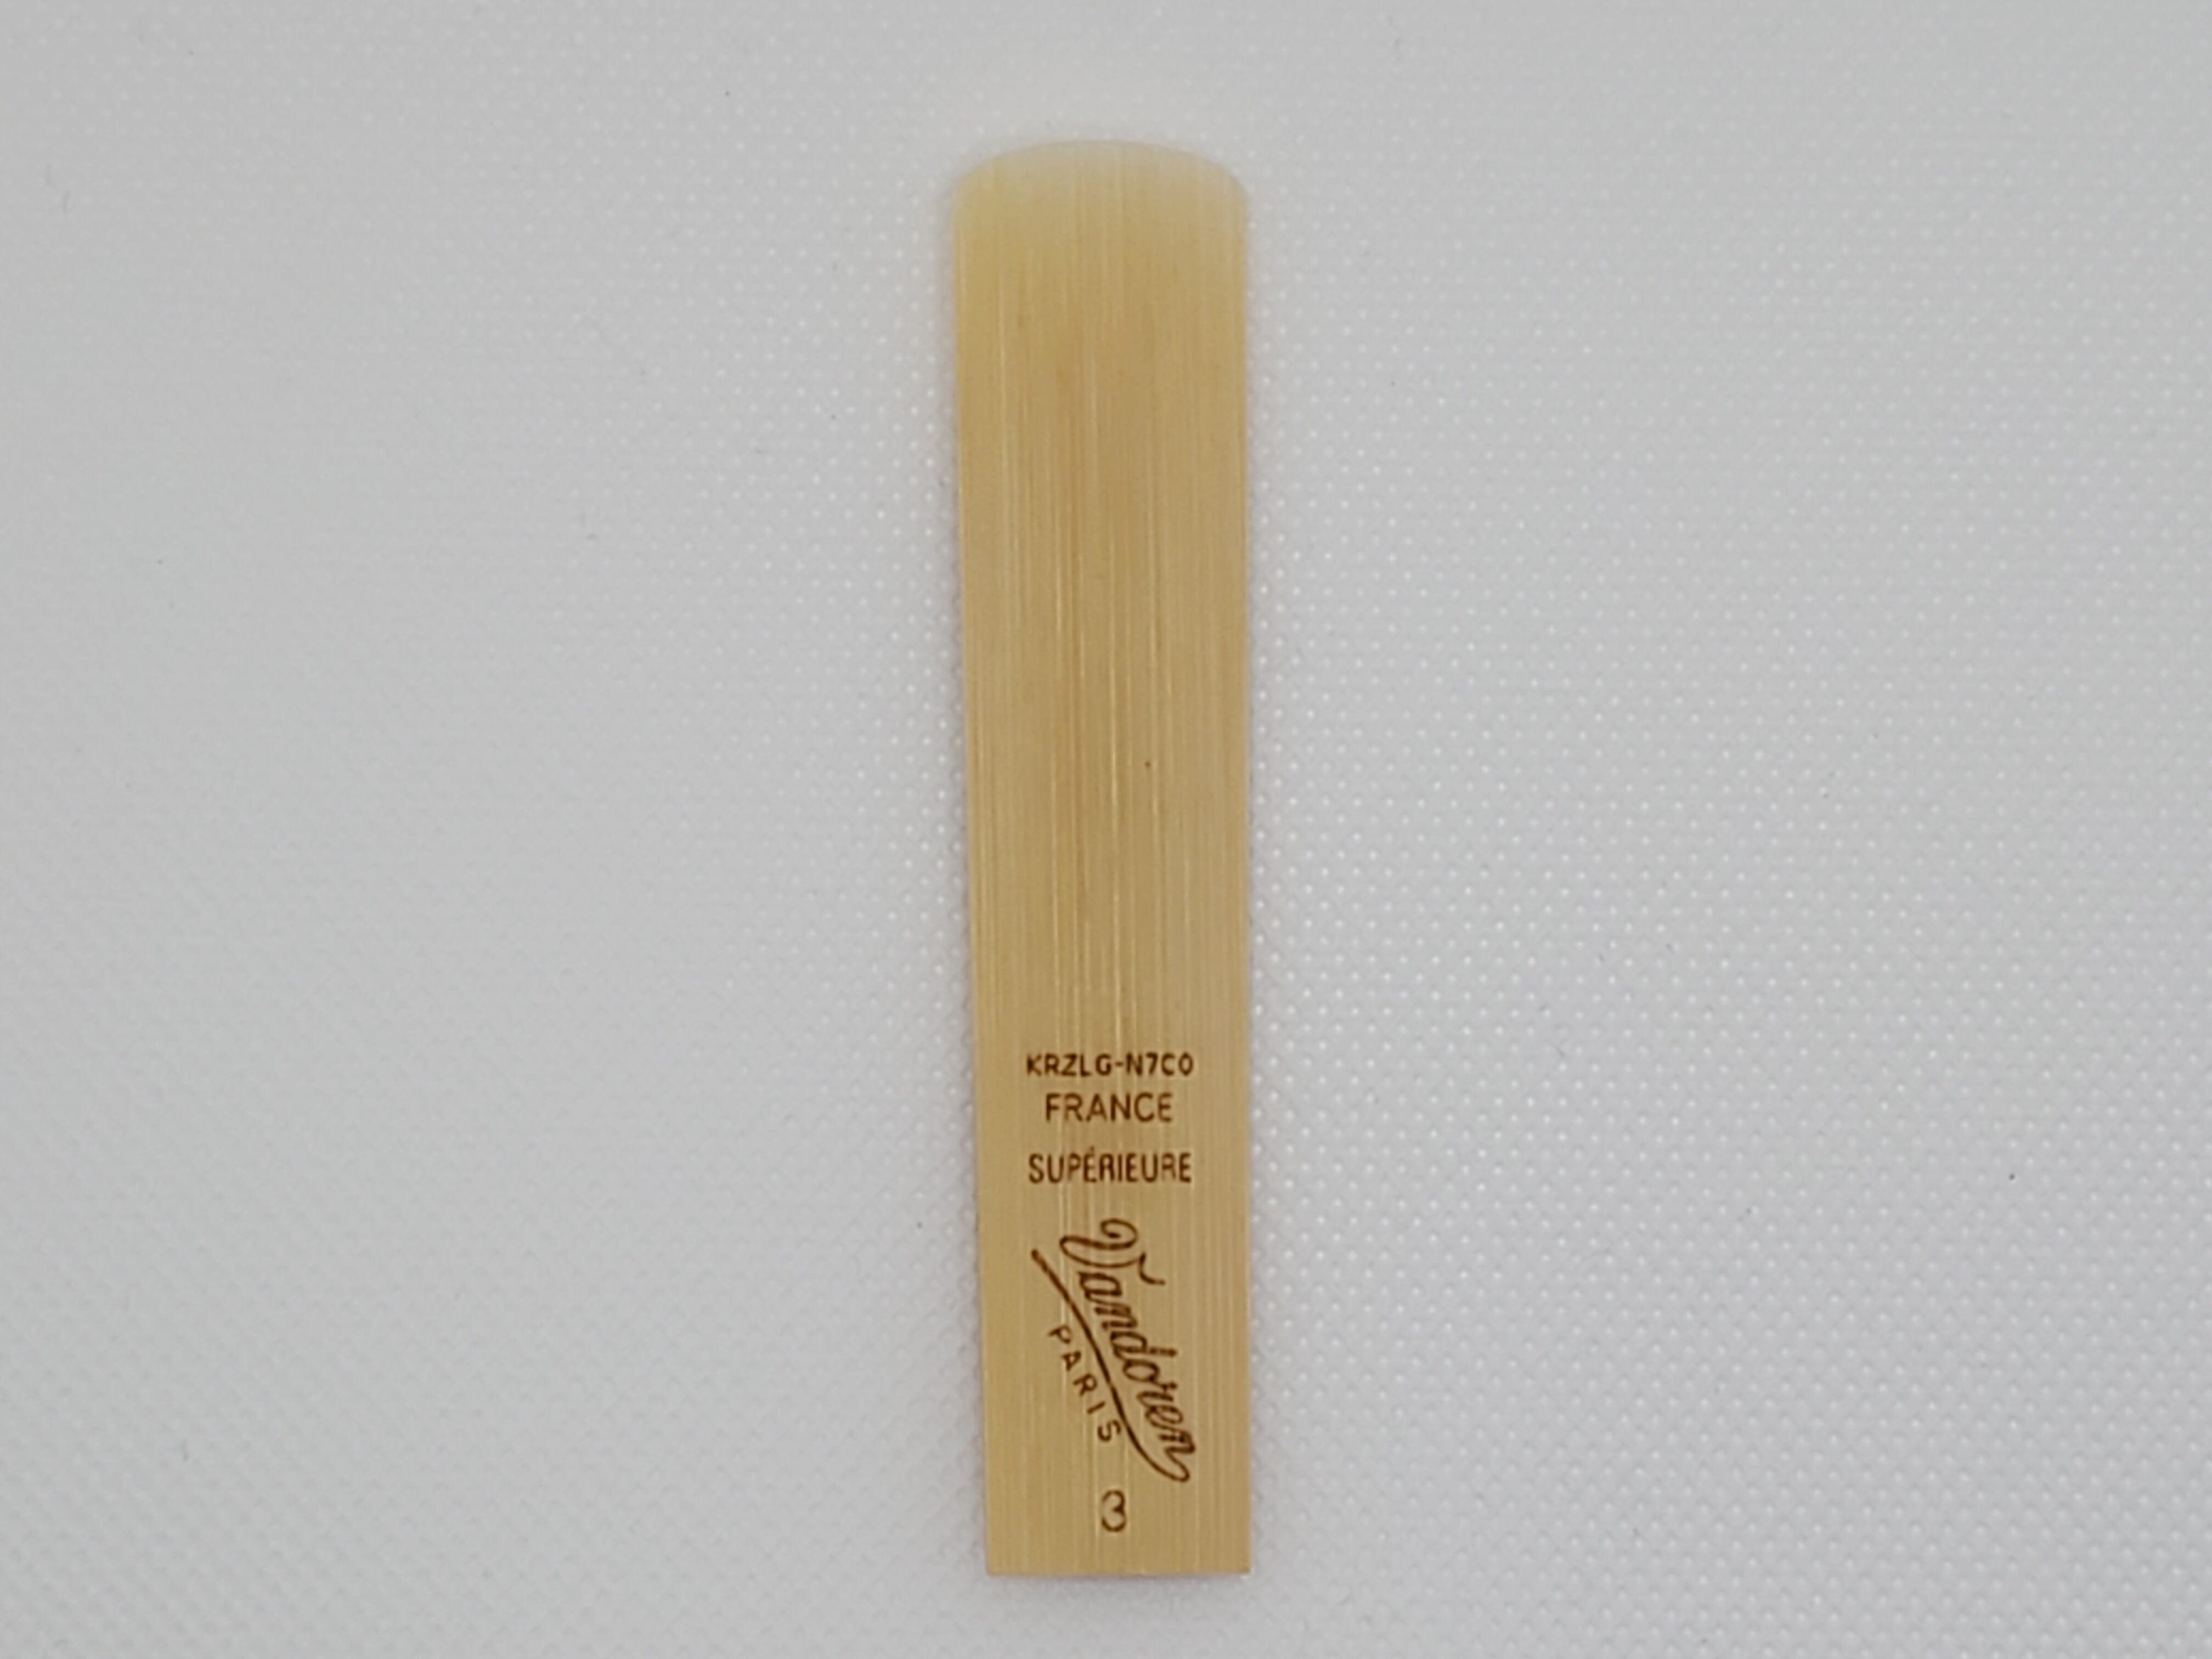 KRZLG-N7C0
FRANCE
SUPÉRIEURE
Vandoren
PARIS
3